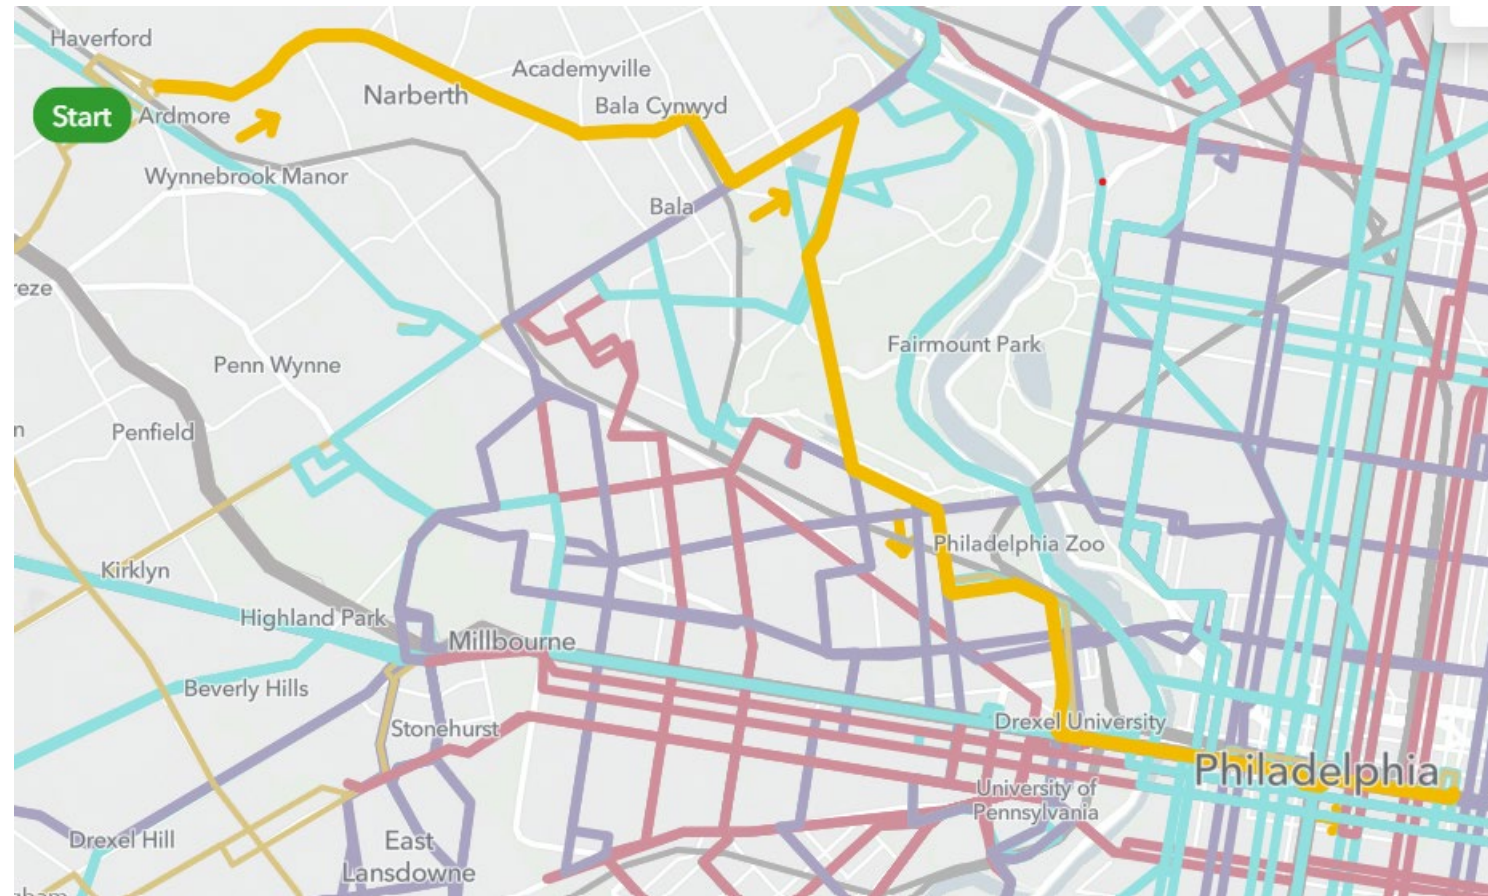 Haverford
Academyville
Narberth
Bala Cynwyd
Start
Ardmore
Wynnebrook Manor
Bala
reze
Fairmount Park
Penn Wynne
n
Penfield
Philadelphia Zoo
Kirklyn
Highland Park
Millbourne
Beverly Hills
Drexel University
Stonehurst
Philadelphia
University of
Pennsylvania
Drexel Hill
East
Lansdowne